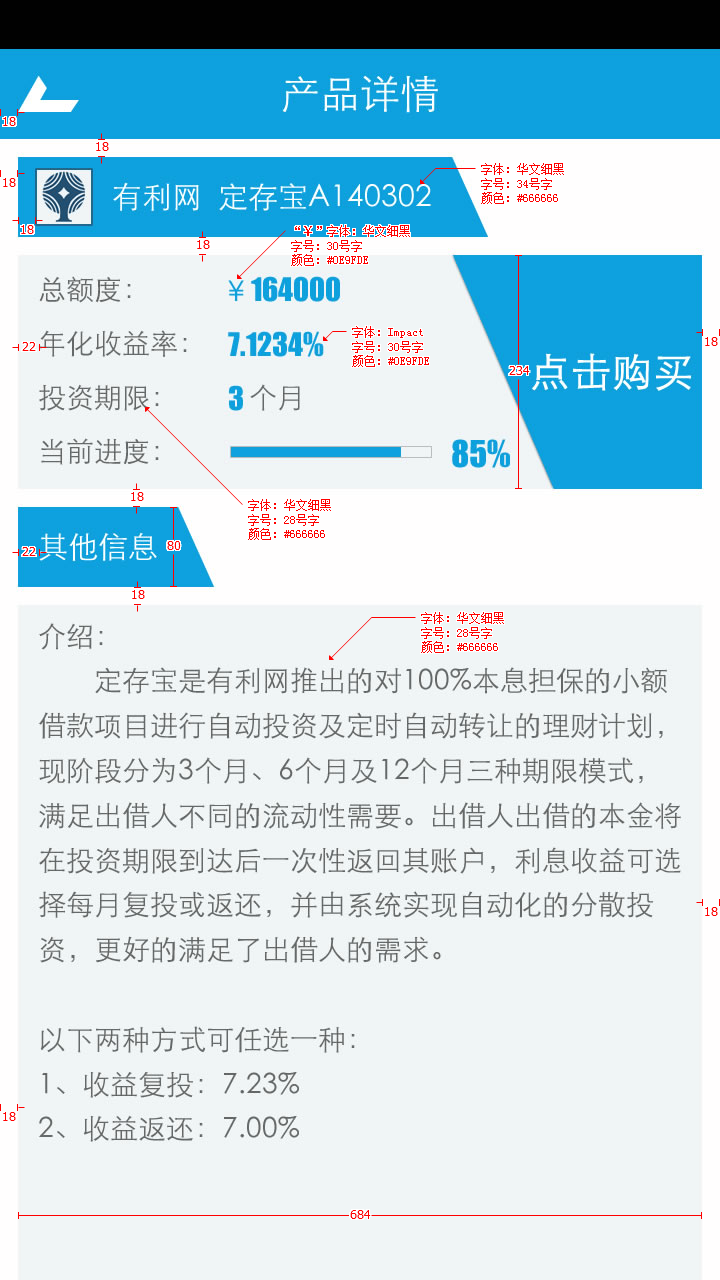 产品详情
18
18
18
有利网 定存宝A140302
字体: 华文细黑
字号: 34号字
颜色: #666666
18
18
“¥”字体: 华文细黑
字号: 30号字
颜色: #0E9FDE
总额度: ¥ 164000
年化收益率: 7.1234%
22
字体: Impact
字号: 30号字
颜色: #0E9FDE
18
234
点击购买
投资期限: 3 个月
当前进度: 85%
18
字体: 华文细黑
字号: 28号字
颜色: #666666
22
其他信息
80
18
字体: 华文细黑
字号: 28号字
颜色: #666666
介绍:
定存宝是有利网推出的对100%本息担保的小额
借款项目进行自动投资及定时自动转让的理财计划,
现阶段分为3个月、6个月及12个月三种期限模式,
满足出借人不同的流动性需要。出借人出借的本金将
在投资期限到达后一次性返回其账户,利息收益可选
择每月复投或返还,并由系统实现自动化的分散投
18
资,更好的满足了出借人的需求。
以下两种方式可任选一种:
1、收益复投: 7.23%
18
2、收益返还: 7.00%
684